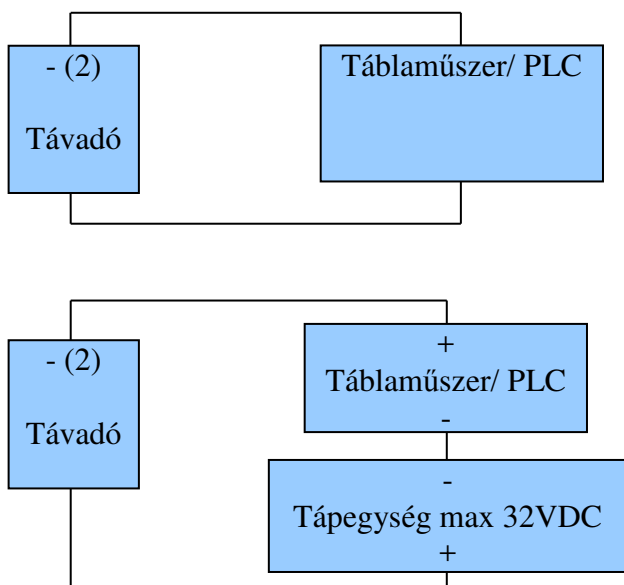 - (2)
Távadó
Táblaműszer/ PLC
- (2)
Távadó
+
Táblaműszer/ PLC
-
-
Tápegység max 32VDC
+